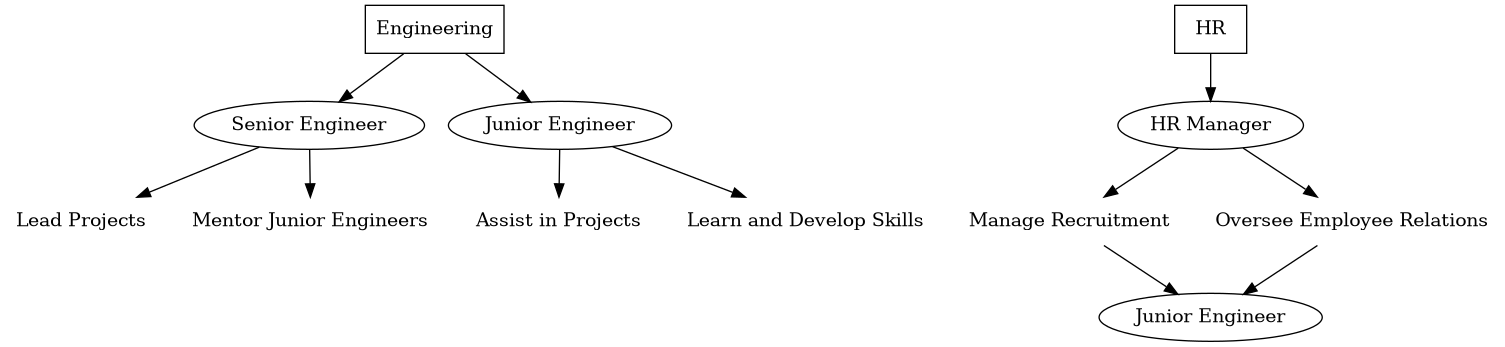 Engineering
HR
Senior Engineer
Junior Engineer
HR Manager
Lead Projects
Mentor Junior Engineers
Assist in Projects
Learn and Develop Skills
Manage Recruitment
Oversee Employee Relations
Junior Engineer